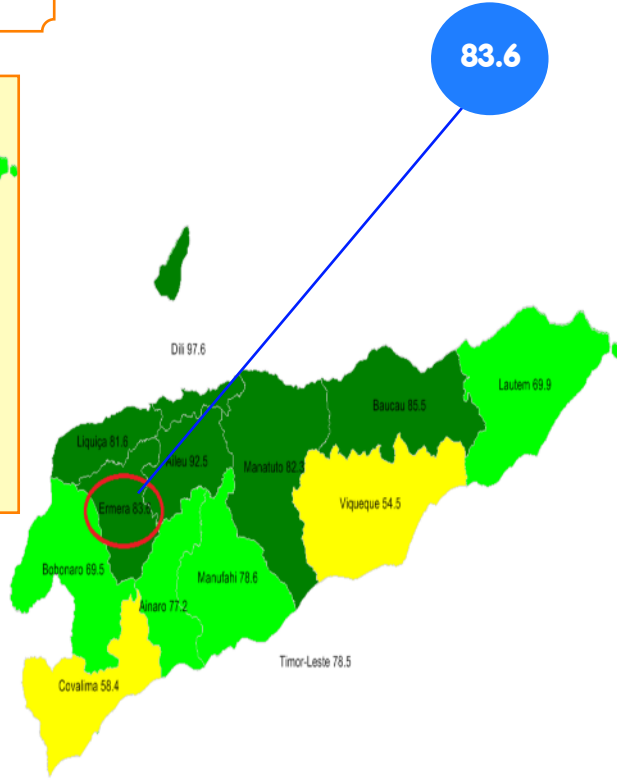 83.6
Dili 97.6
Lautem 69.9
Baucau 85.5
Liquiça 81.6
Aileu 92.5
Manatuto 82.3
Viqueque 54.5
Ermera 83.6
Bobonaro 69.5
Manufahi 78.6
Ainaro 77.2
Timor-Leste 78.5
Covalima 58.4